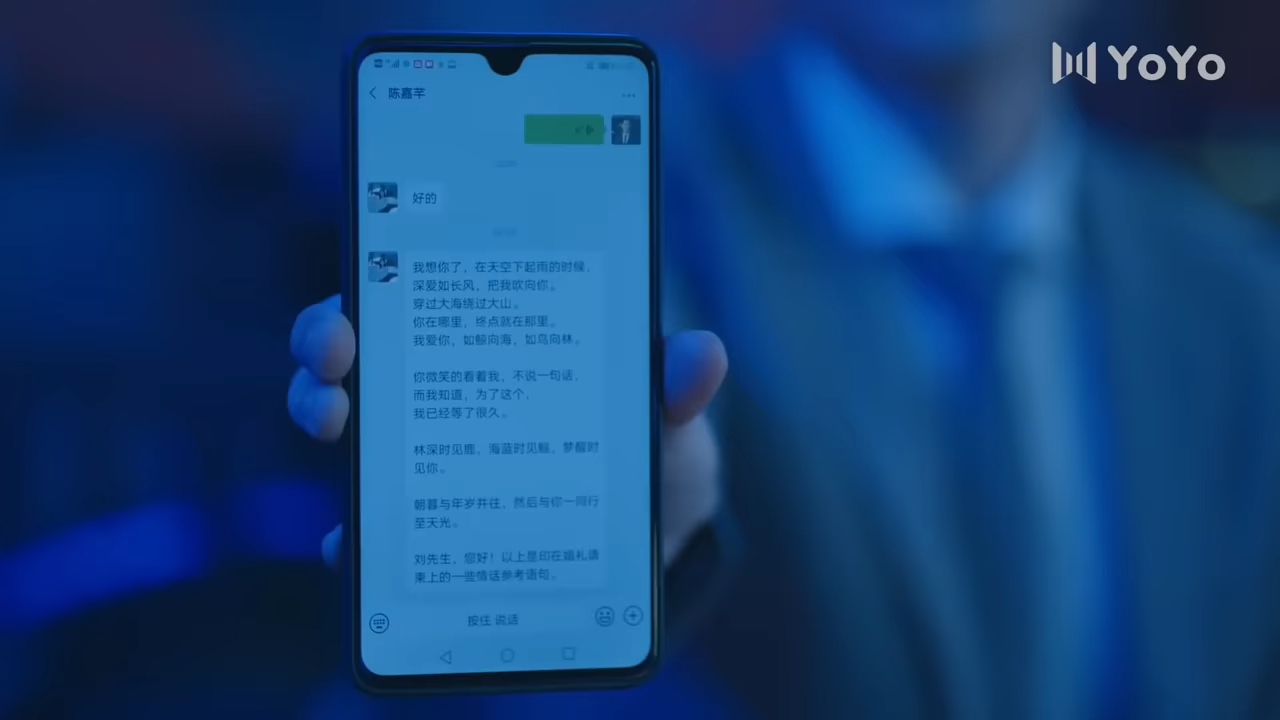 YoYo
陈嘉芊
好的
我想你了，在天空下起雨的时候，
深爱如长风，把我吹向你。
穿过大海绕过大山。
你在哪里，终点就在那里。
我爱你，如鲸向海，如鸟向林。
你微笑的看着我，不说一句话，
而我知道，为了这个，
我已经等了很久。
林深时见鹿，海蓝时见鲸，梦醒时
见你。
朝暮与年岁并往，然后与你一同行
至天光。
刘先生，您好！以上是印在婚礼请
柬上的一些情话参考语句。
按住 说话